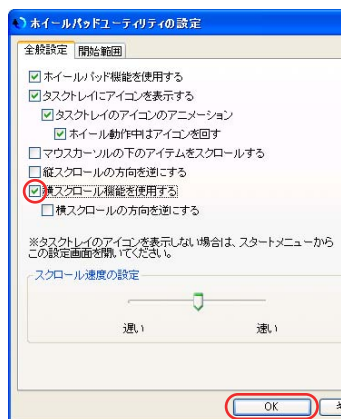 ホイールパッドユーティリティの設定
全般設定 開始範囲
ホイールパッド機能を使用する
タスクトレイにアイコンを表示する
タスクトレイのアイコンのアニメーション
ホイール動作中はアイコンを回す
マウスカーソルの下のアイテムをスクロールする
縦スクロールの方向を逆にする
横スクロール機能を使用する
横スクロールの方向を逆にする
※タスクトレイのアイコンを表示しない場合は、スタートメニューから
この設定画面を開いてください。
スクロール速度の設定
遅い 速い
OK